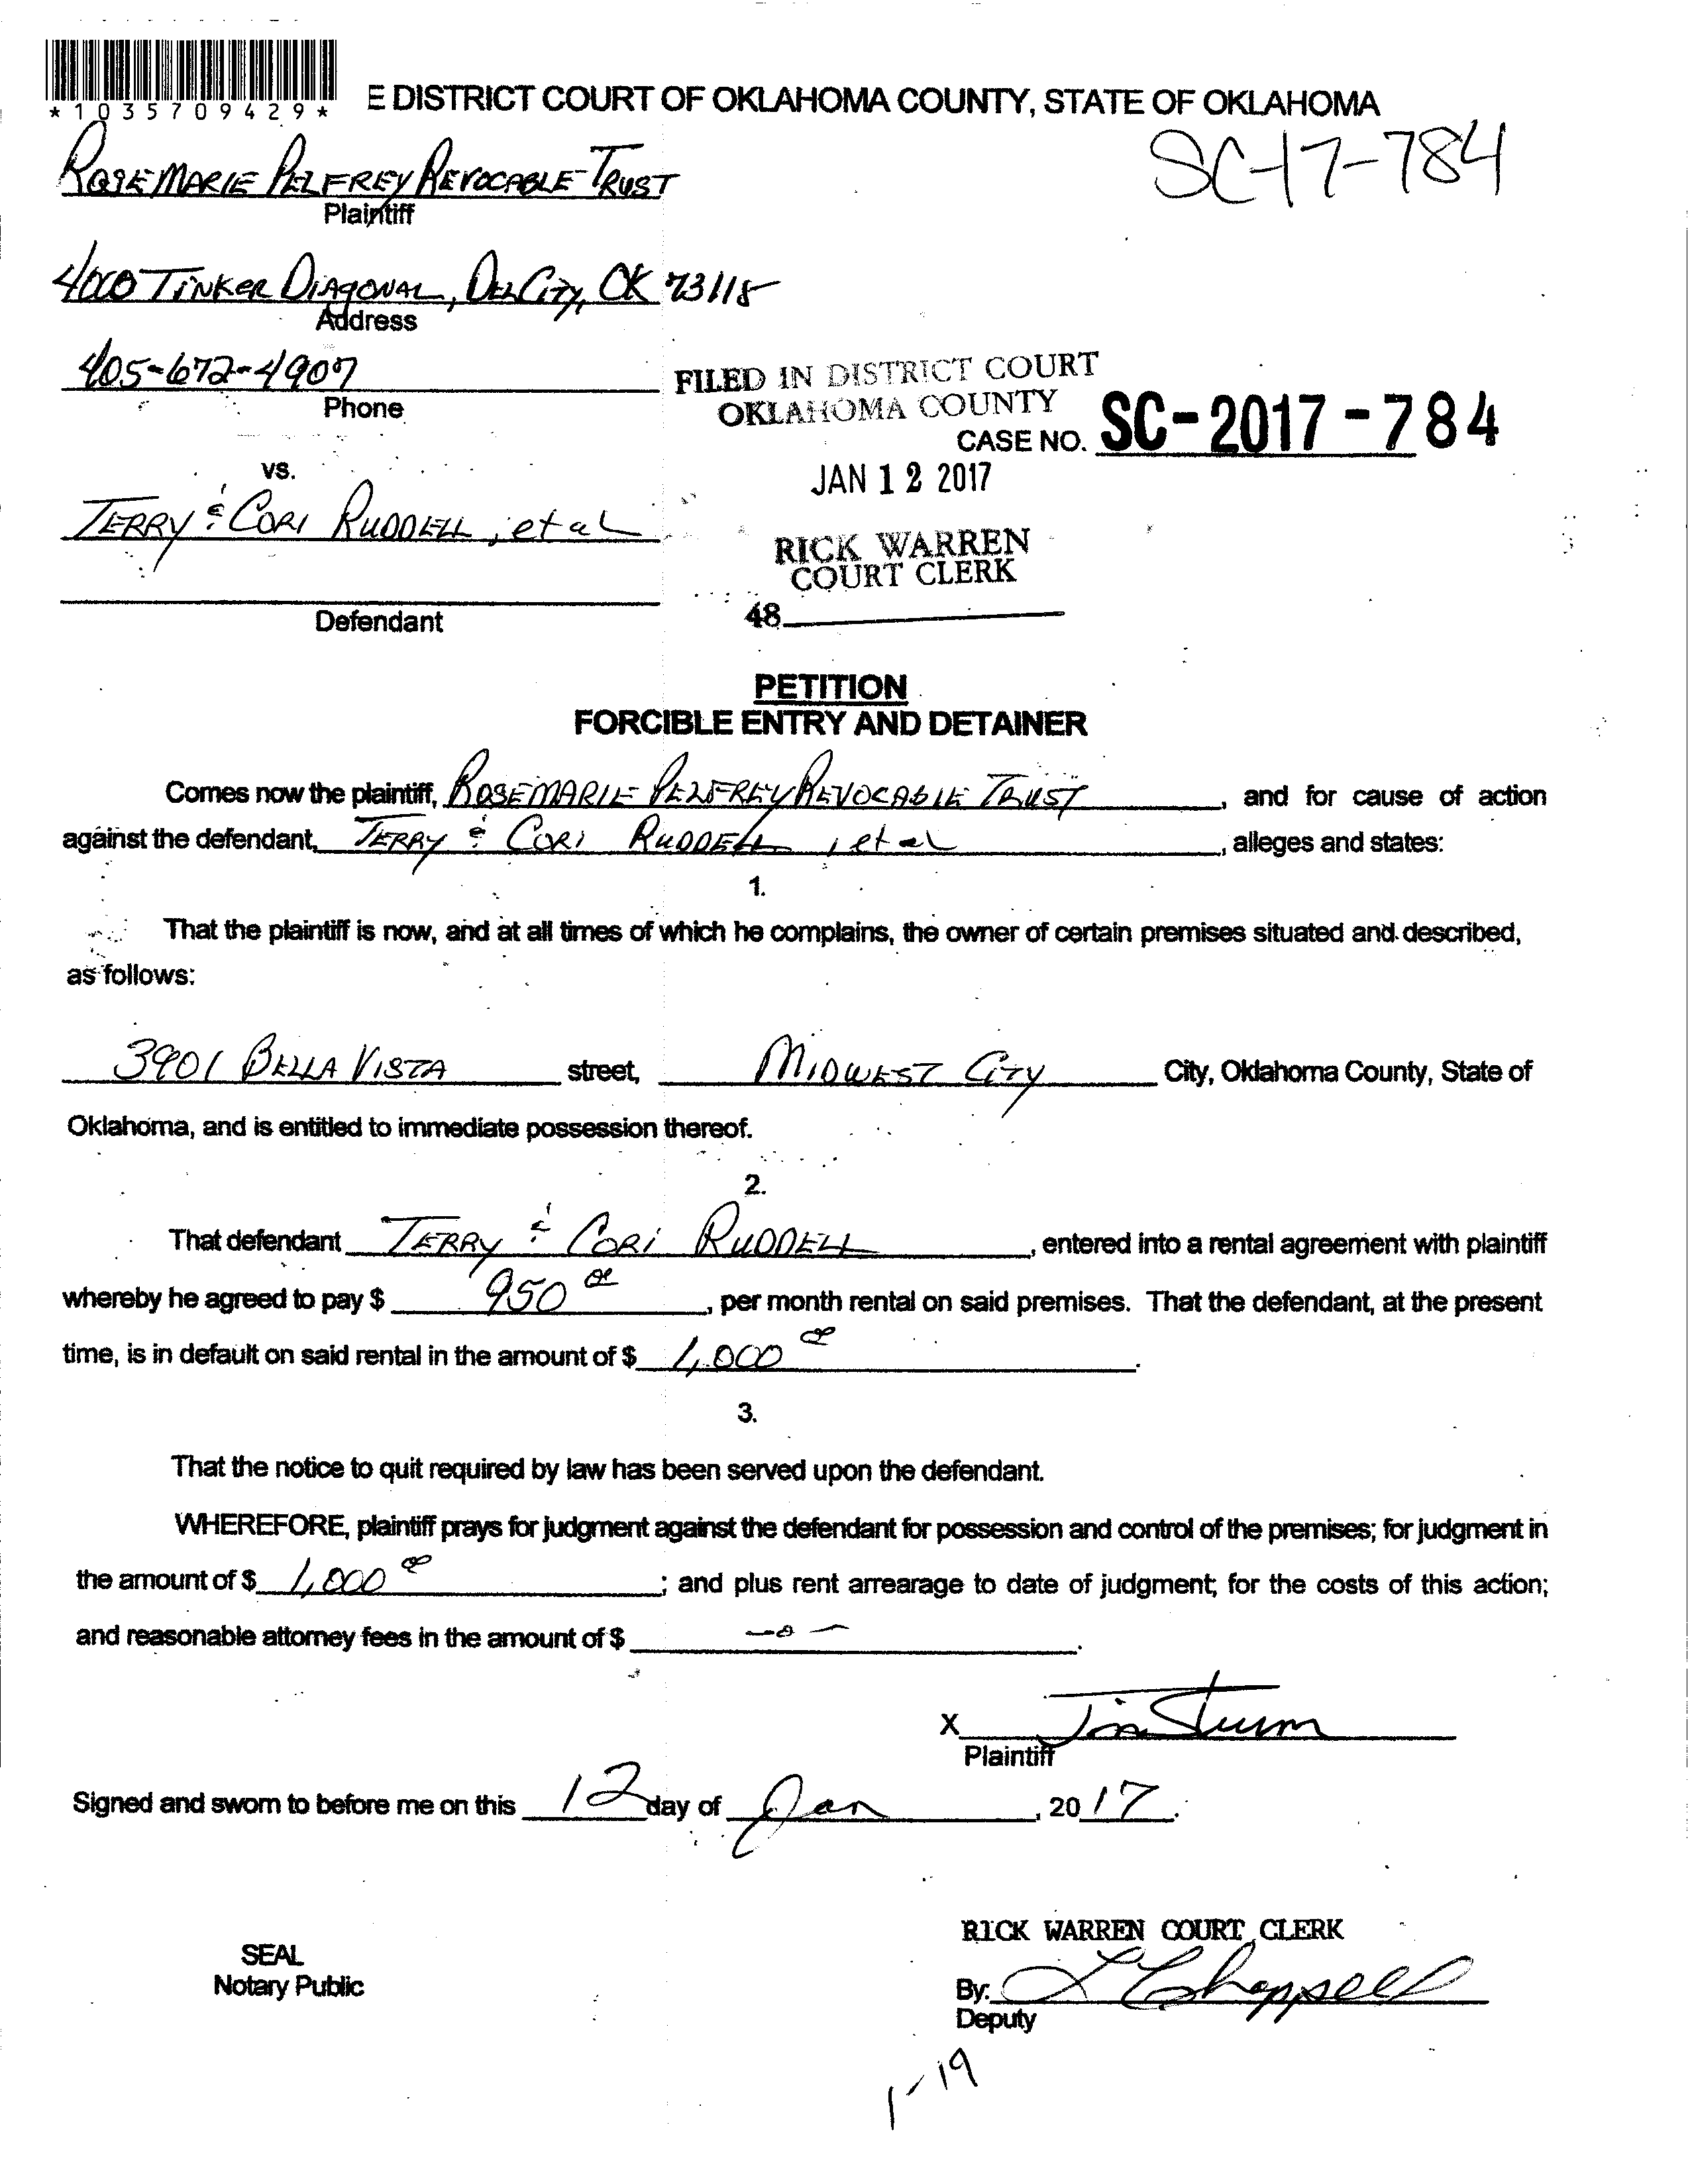 *1035709429*
E DISTRICT COURT OF OKLAHOMA COUNTY, STATE OF OKLAHOMA
SC-17-784
ROSEMARIE PELFREY REVOCABLE TRUST
Plaintiff
4000 TINKER DIAGONAL, DEL CITY, OK 73115
Address
405-672-4907
Phone
FILED IN DISTRICT COURT
OKLAHOMA COUNTY
CASE NO. SC-2017-784
JAN 12 2017
vs.
TERRY & CORI RUDDELL, et al
RICK WARREN
COURT CLERK
48
Defendant
PETITION
FORCIBLE ENTRY AND DETAINER
Comes now the plaintiff, ROSEMARIE PELFREY REVOCABLE TRUST, and for cause of action
against the defendant, TERRY & CORI RUDDELL, et al, alleges and states:
1.
That the plaintiff is now, and at all times of which he complains, the owner of certain premises situated and described,
as follows:
3901 BELLA VISTA street, MIDWEST CITY City, Oklahoma County, State of
Oklahoma, and is entitled to immediate possession thereof.
2.
That defendant TERRY & CORI RUDDELL, entered into a rental agreement with plaintiff
whereby he agreed to pay $ 950 00, per month rental on said premises. That the defendant, at the present
time, is in default on said rental in the amount of $ 1,000 00.
3.
That the notice to quit required by law has been served upon the defendant.
WHEREFORE, plaintiff prays for judgment against the defendant for possession and control of the premises; for judgment in
the amount of $ 1,000 00; and plus rent arrearage to date of judgment; for the costs of this action;
and reasonable attorney fees in the amount of $ -0-.
X Jim Sturm
Plaintiff
Signed and sworn to before me on this 12 day of Jan, 2017.
RICK WARREN COURT CLERK
SEAL
Notary Public
By: L Chappell
Deputy
1-19